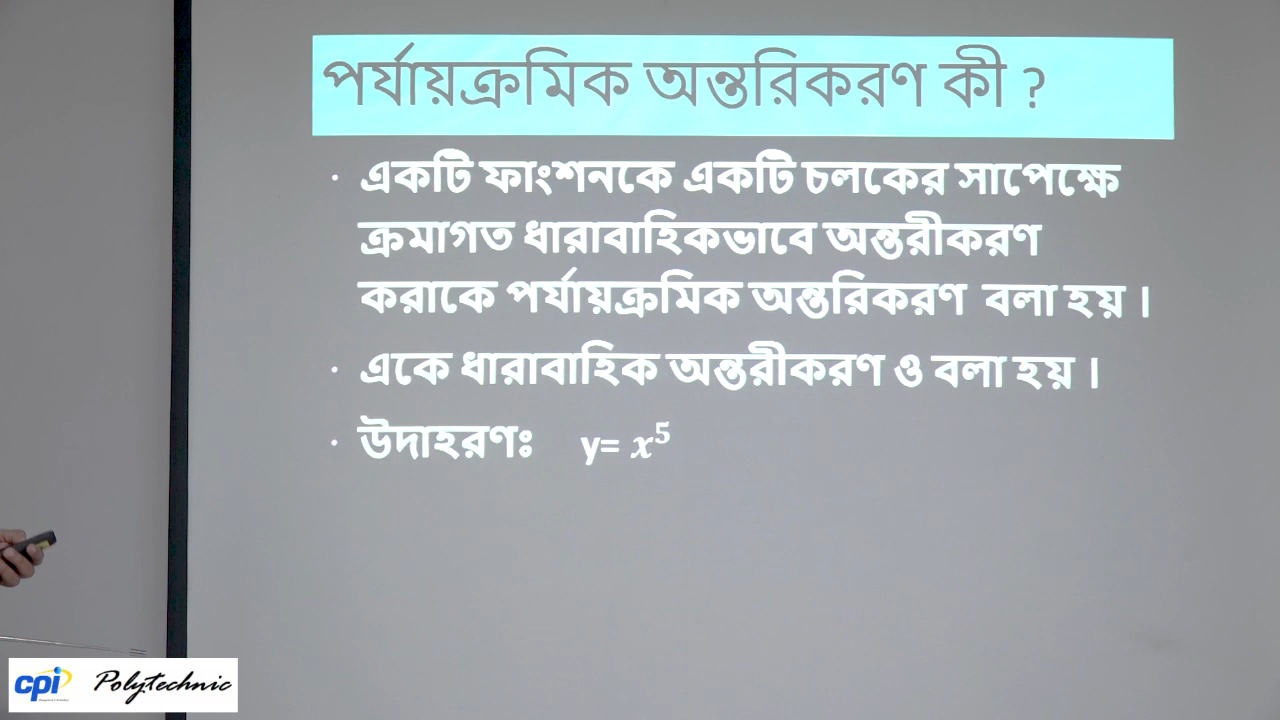 পর্যায়ক্রমিক অন্তরিকরণ কী ?
· একটি ফাংশনকে একটি চলকের সাপেক্ষে
ক্রমাগত ধারাবাহিকভাবে অন্তরীকরণ
করাকে পর্যায়ক্রমিক অন্তরিকরণ বলা হয় ।
· একে ধারাবাহিক অন্তরীকরণ ও বলা হয় ।
· উদাহরণঃ y= x⁵
cpi Polytechnic